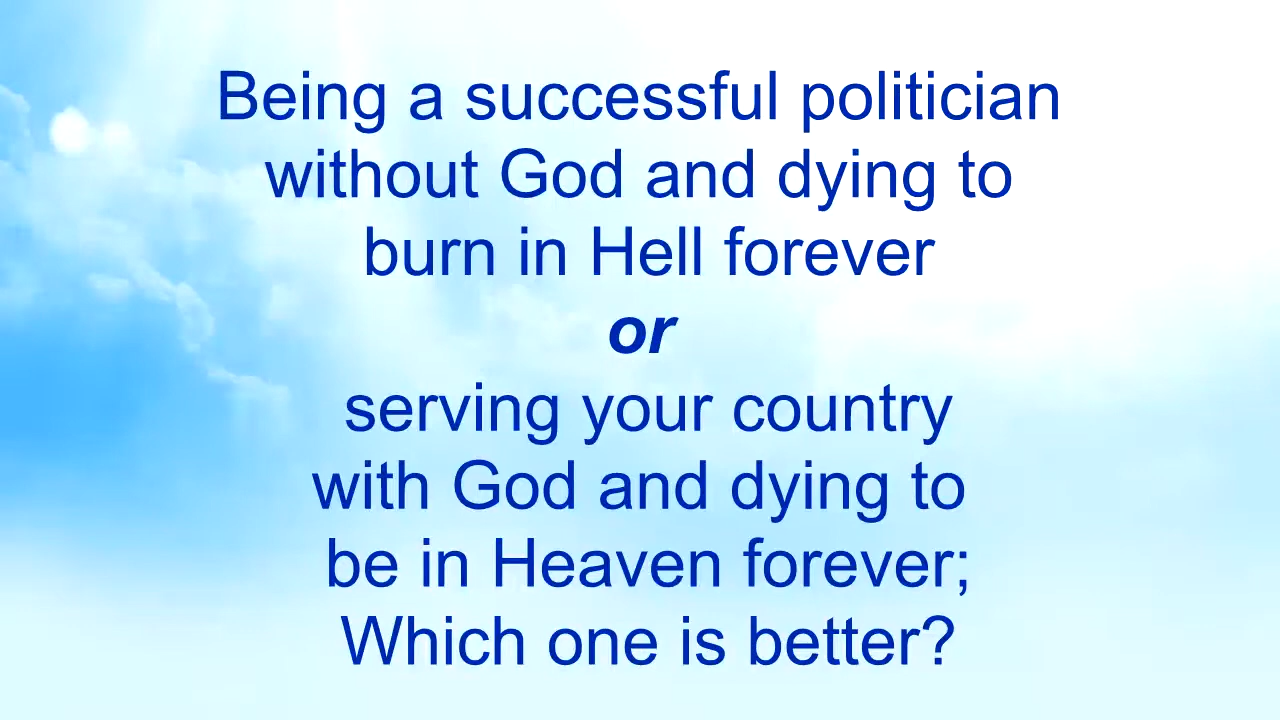 Being a successful politician
without God and dying to
burn in Hell forever
or
serving your country
with God and dying to
be in Heaven forever;
Which one is better?